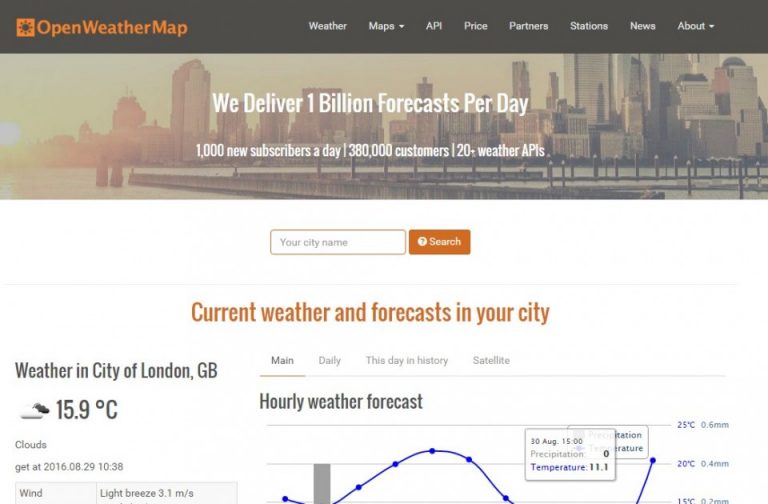 OpenWeatherMap
Weather Maps API Price Partners Stations News About
We Deliver 1 Billion Forecasts Per Day
1,000 new subscribers a day | 380,000 customers | 20+ weather APIs
Your city name
Search
Current weather and forecasts in your city
Weather in City of London, GB
15.9 °C
Clouds
get at 2016.08.29 10:38
Wind Light breeze 3.1 m/s
Main Daily This day in history Satellite
Hourly weather forecast
25°C 0.6mm
20°C 0.4mm
15°C 0.2mm
Precipitation
Temperature
30 Aug. 15:00
Precipitation: 0
Temperature: 11.1